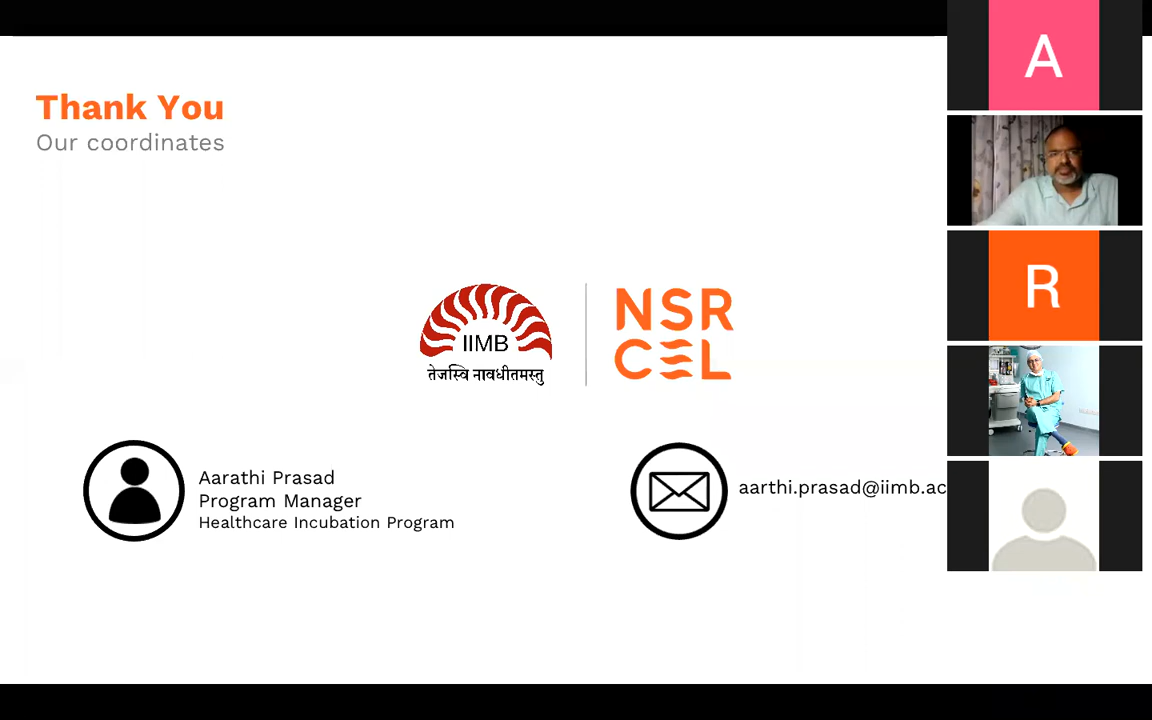 Thank You
Our coordinates
IIMB
तेजस्वि नावधीतमस्तु
NSR
CEL
Aarathi Prasad
Program Manager
Healthcare Incubation Program
aarthi.prasad@iimb.ac
A
R